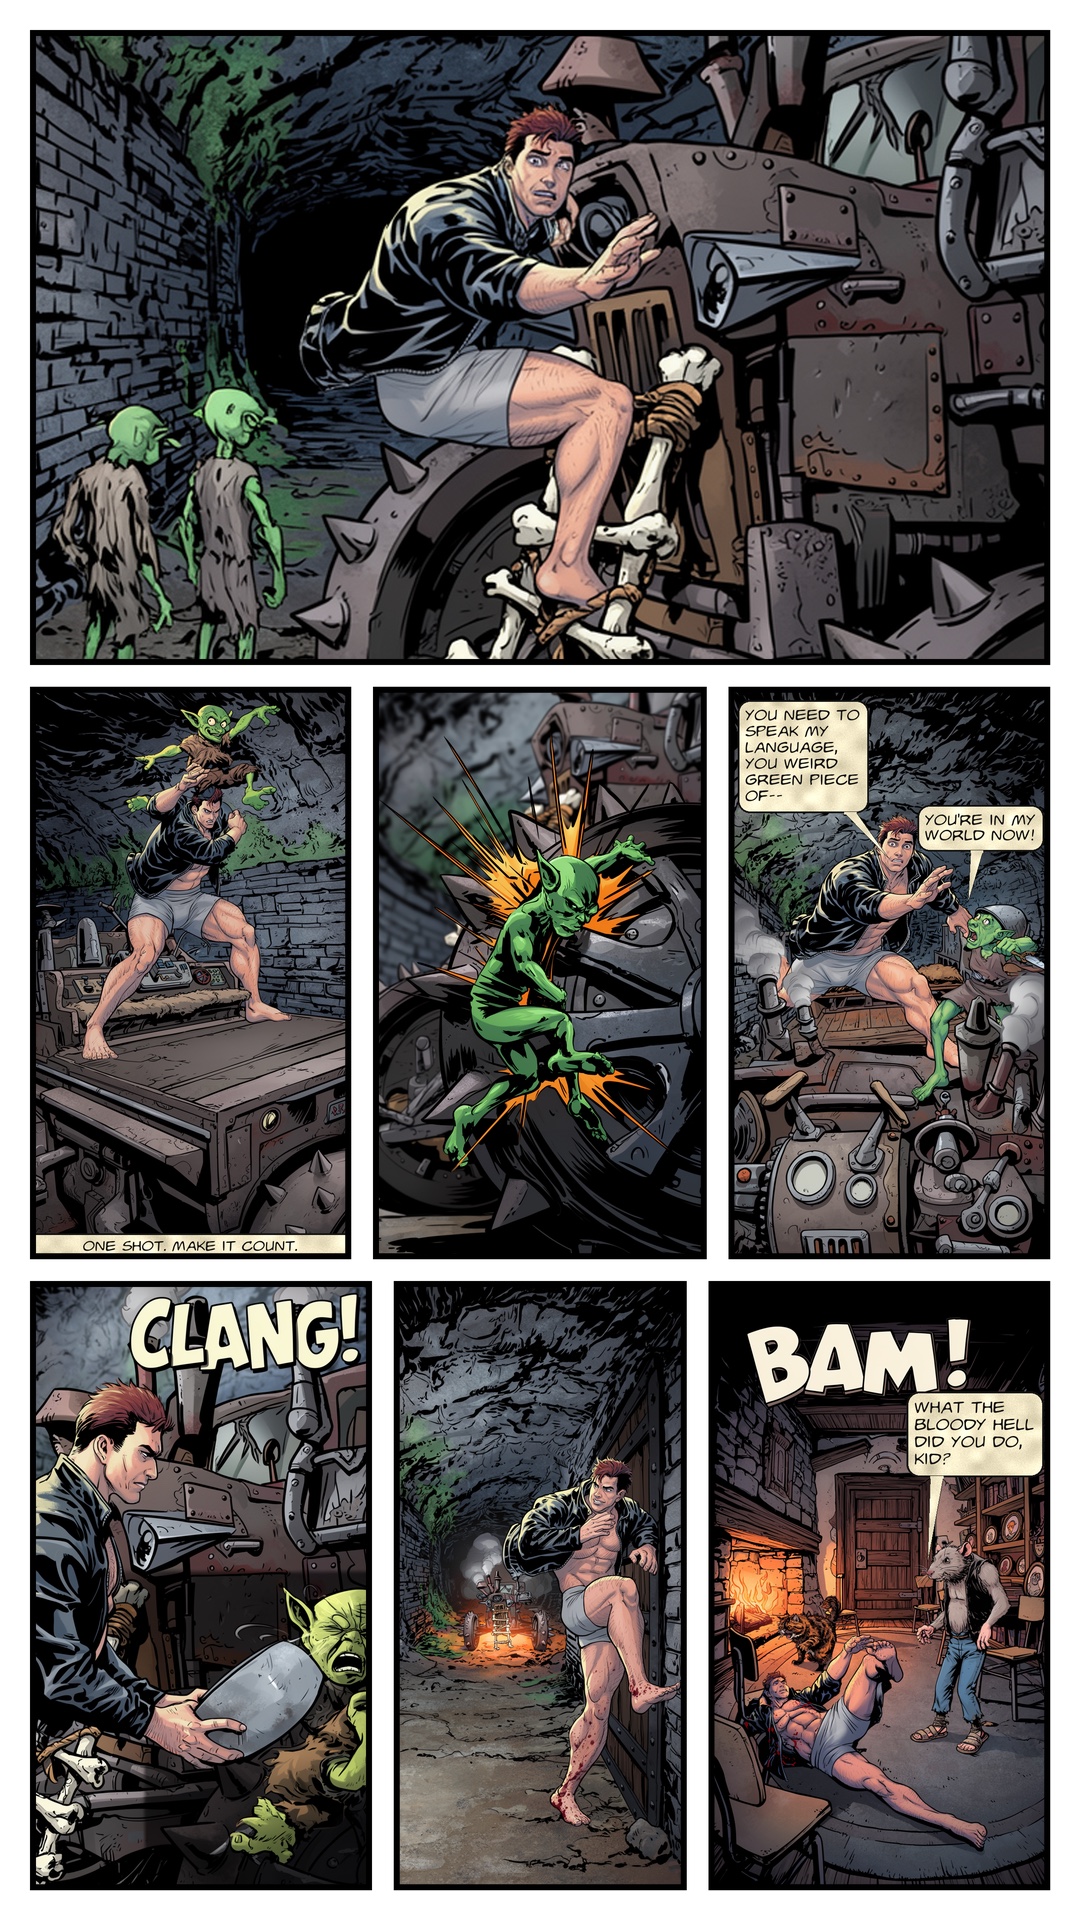 YOU NEED TO
SPEAK MY
LANGUAGE,
YOU WEIRD
GREEN PIECE
OF--
YOU'RE IN MY
WORLD NOW!
ONE SHOT. MAKE IT COUNT.
CLANG!
BAM!
WHAT THE
BLOODY HELL
DID YOU DO,
KID?